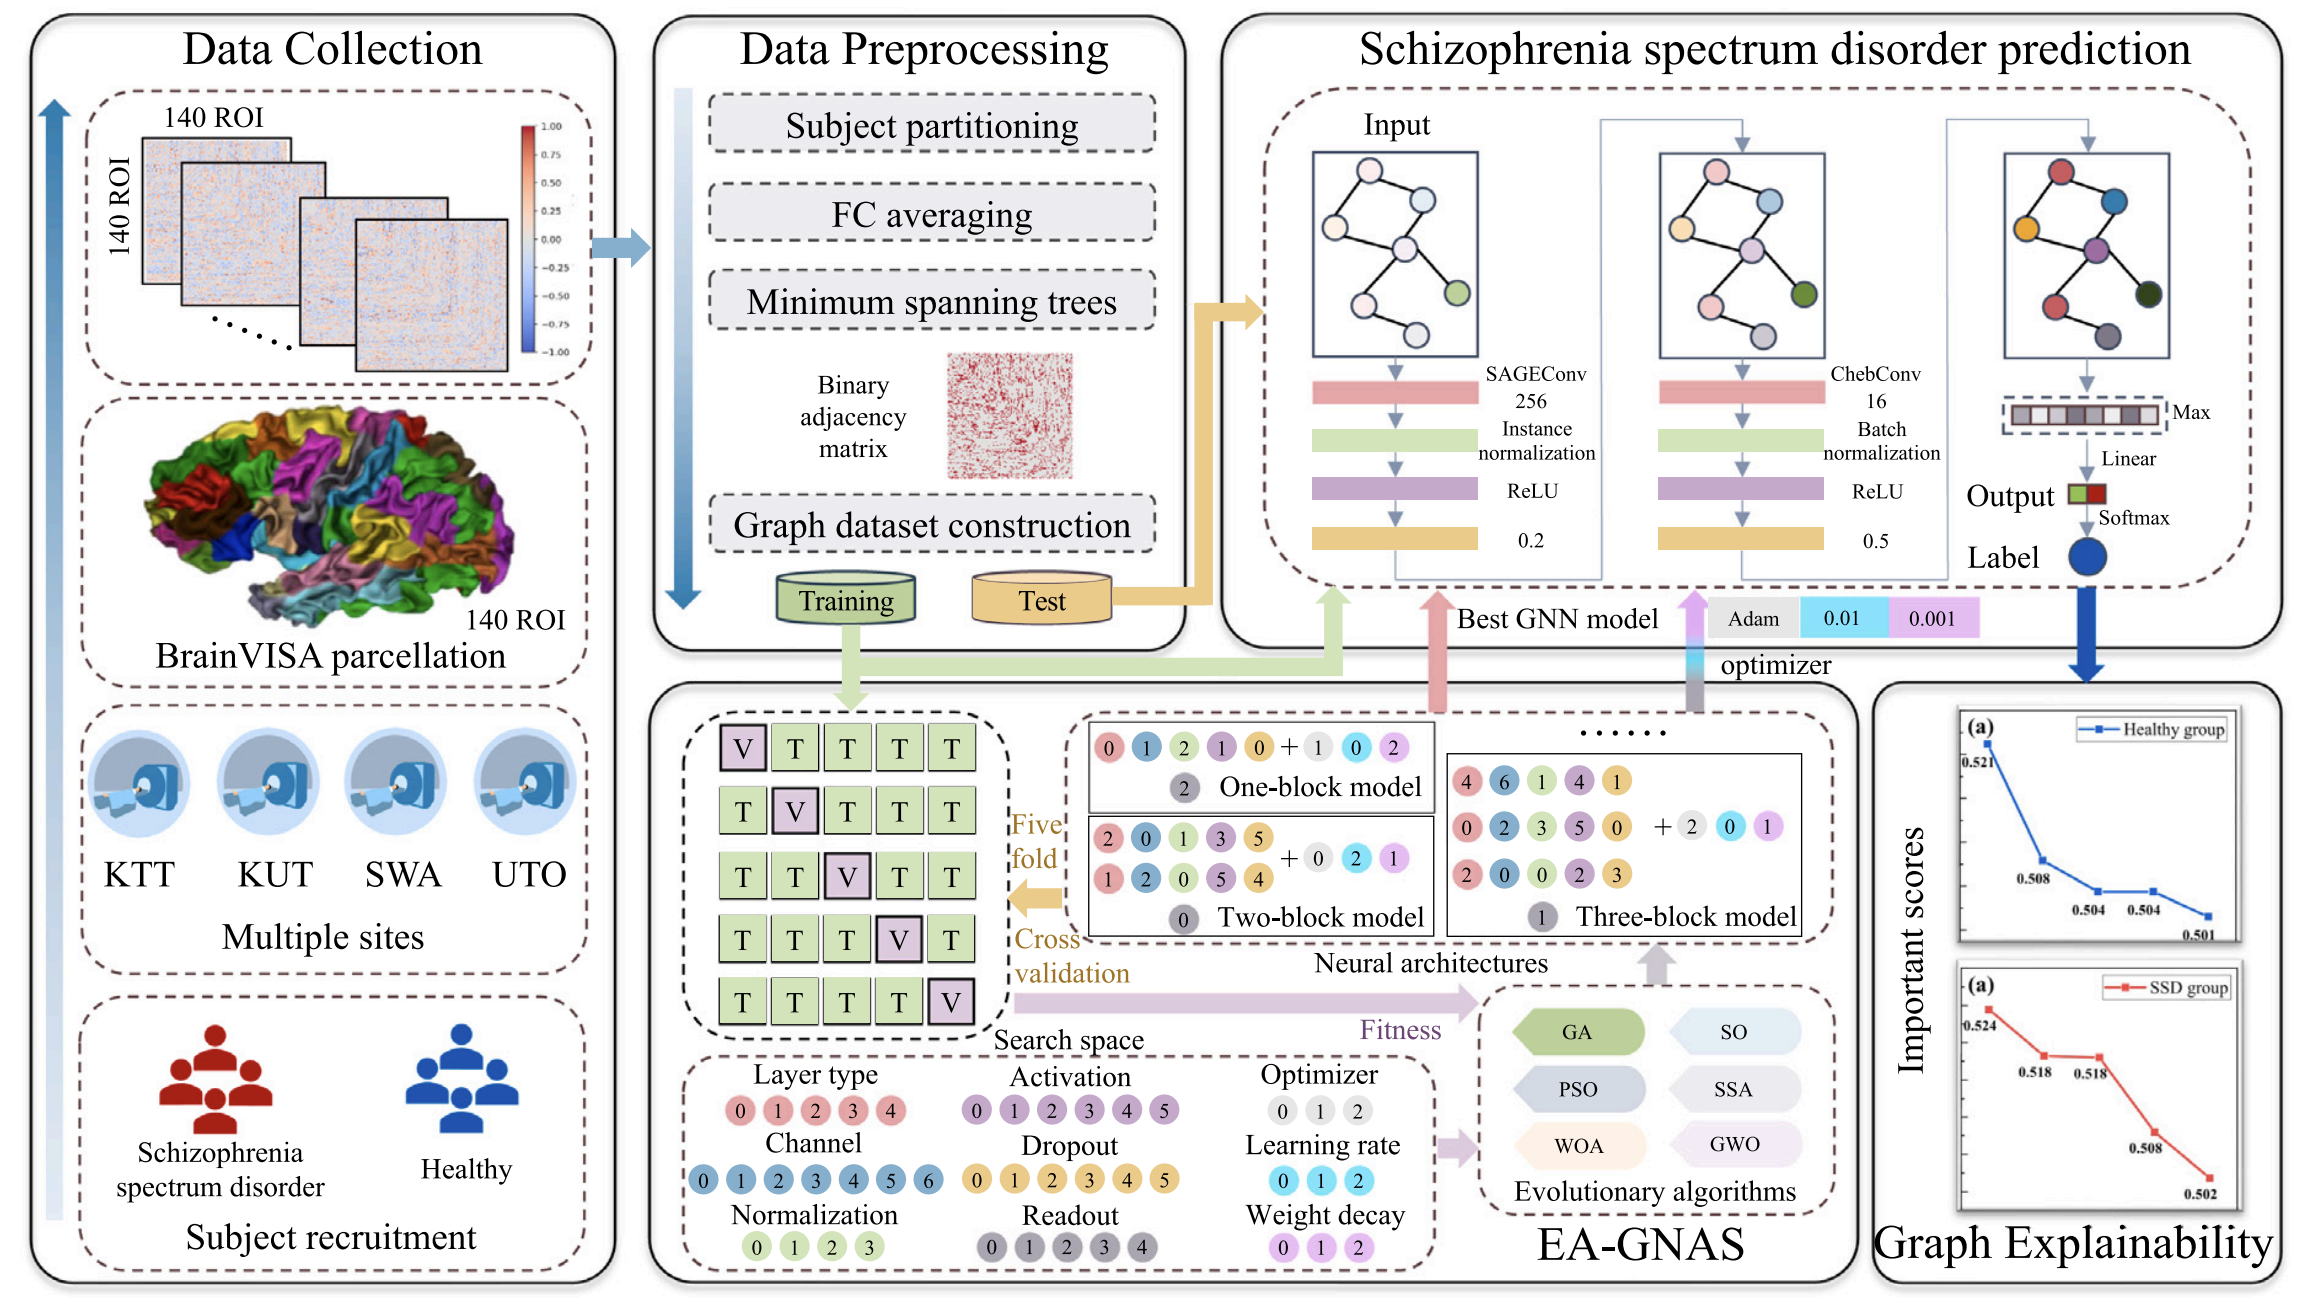 Data Collection
140 ROI
140 ROI
1.00
0.75
0.50
0.25
0.00
−0.25
−0.50
−0.75
−1.00
140 ROI
BrainVISA parcellation
KTT KUT SWA UTO
Multiple sites
Schizophrenia
spectrum disorder
Healthy
Subject recruitment
Data Preprocessing
Subject partitioning
FC averaging
Minimum spanning trees
Binary
adjacency
matrix
Graph dataset construction
Training
Test
Schizophrenia spectrum disorder prediction
Input
SAGEConv
256
Instance
normalization
ReLU
0.2
ChebConv
16
Batch
normalization
ReLU
0.5
Max
Linear
Output
Softmax
Label
Best GNN model
Adam 0.01 0.001
optimizer
V T T T T
T V T T T
T T V T T
T T T V T
T T T T V
Five
fold
Cross
validation
0 1 2 1 0 + 1 0 2
2 One-block model
2 0 1 3 5
+ 0 2 1
1 2 0 5 4
0 Two-block model
......
4 6 1 4 1
0 2 3 5 0 + 2 0 1
2 0 0 2 3
1 Three-block model
Neural architectures
Fitness
Search space
Layer type
0 1 2 3 4
Channel
0 1 2 3 4 5 6
Normalization
0 1 2 3
Activation
0 1 2 3 4 5
Dropout
0 1 2 3 4 5
Readout
0 1 2 3 4
Optimizer
0 1 2
Learning rate
0 1 2
Weight decay
0 1 2
GA SO
PSO SSA
WOA GWO
Evolutionary algorithms
EA-GNAS
Important scores
(a)
Healthy group
0.521
0.508
0.504
0.504
0.501
(a)
SSD group
0.524
0.518
0.518
0.508
0.502
Graph Explainability